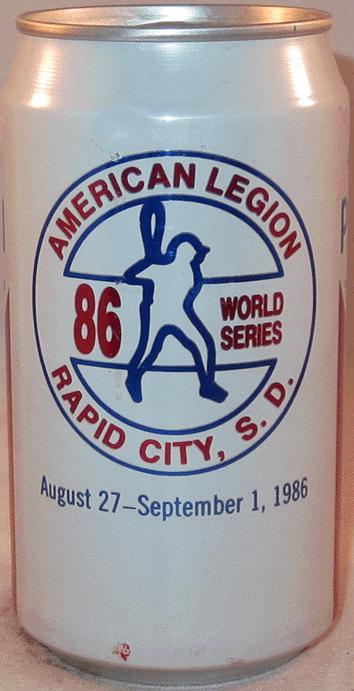 AMERICAN LEGION
86
WORLD
SERIES
RAPID CITY, S. D.
August 27–September 1, 1986